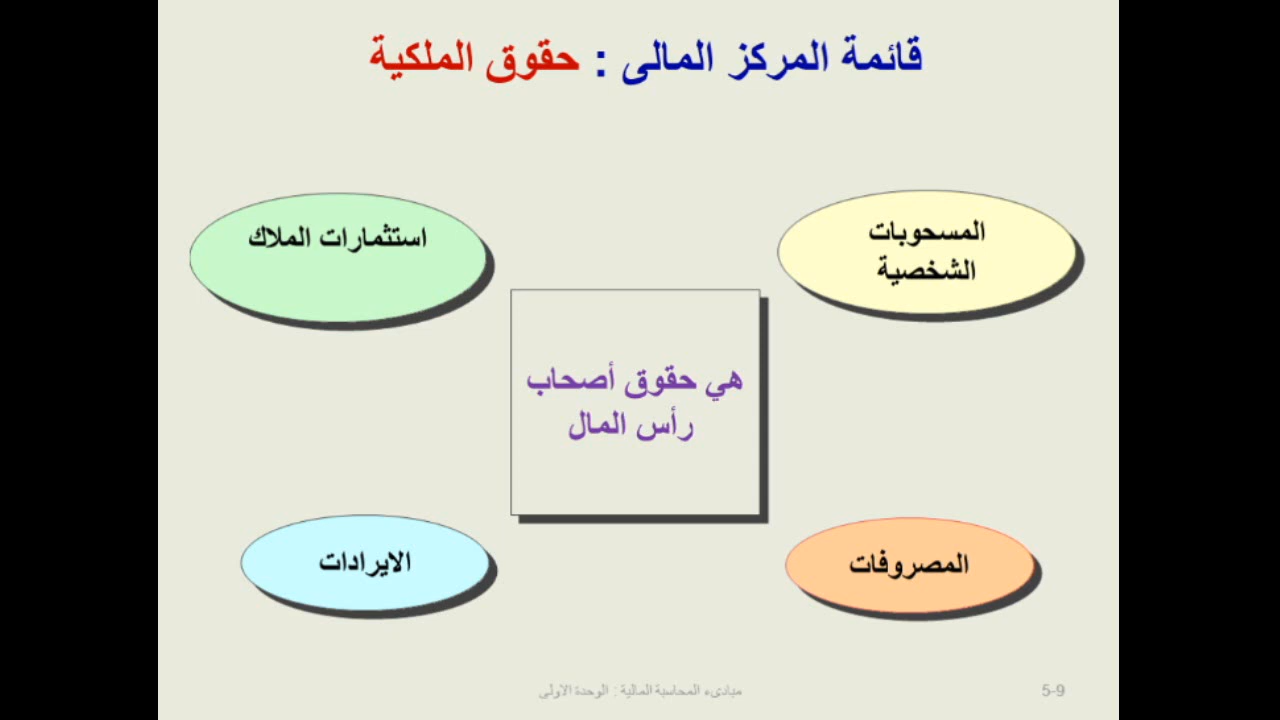 قائمة المركز المالى : حقوق الملكية
المسحوبات
الشخصية
استثمارات الملاك
هي حقوق أصحاب
رأس المال
المصروفات
الايرادات
مبادىء المحاسبة المالية : الوحدة الاولى
5-9